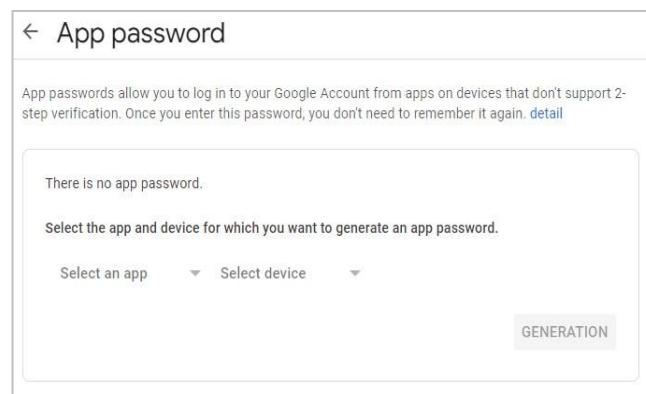 ← App password
App passwords allow you to log in to your Google Account from apps on devices that don't support 2-
step verification. Once you enter this password, you don't need to remember it again. detail
There is no app password.
Select the app and device for which you want to generate an app password.
Select an app Select device
GENERATION